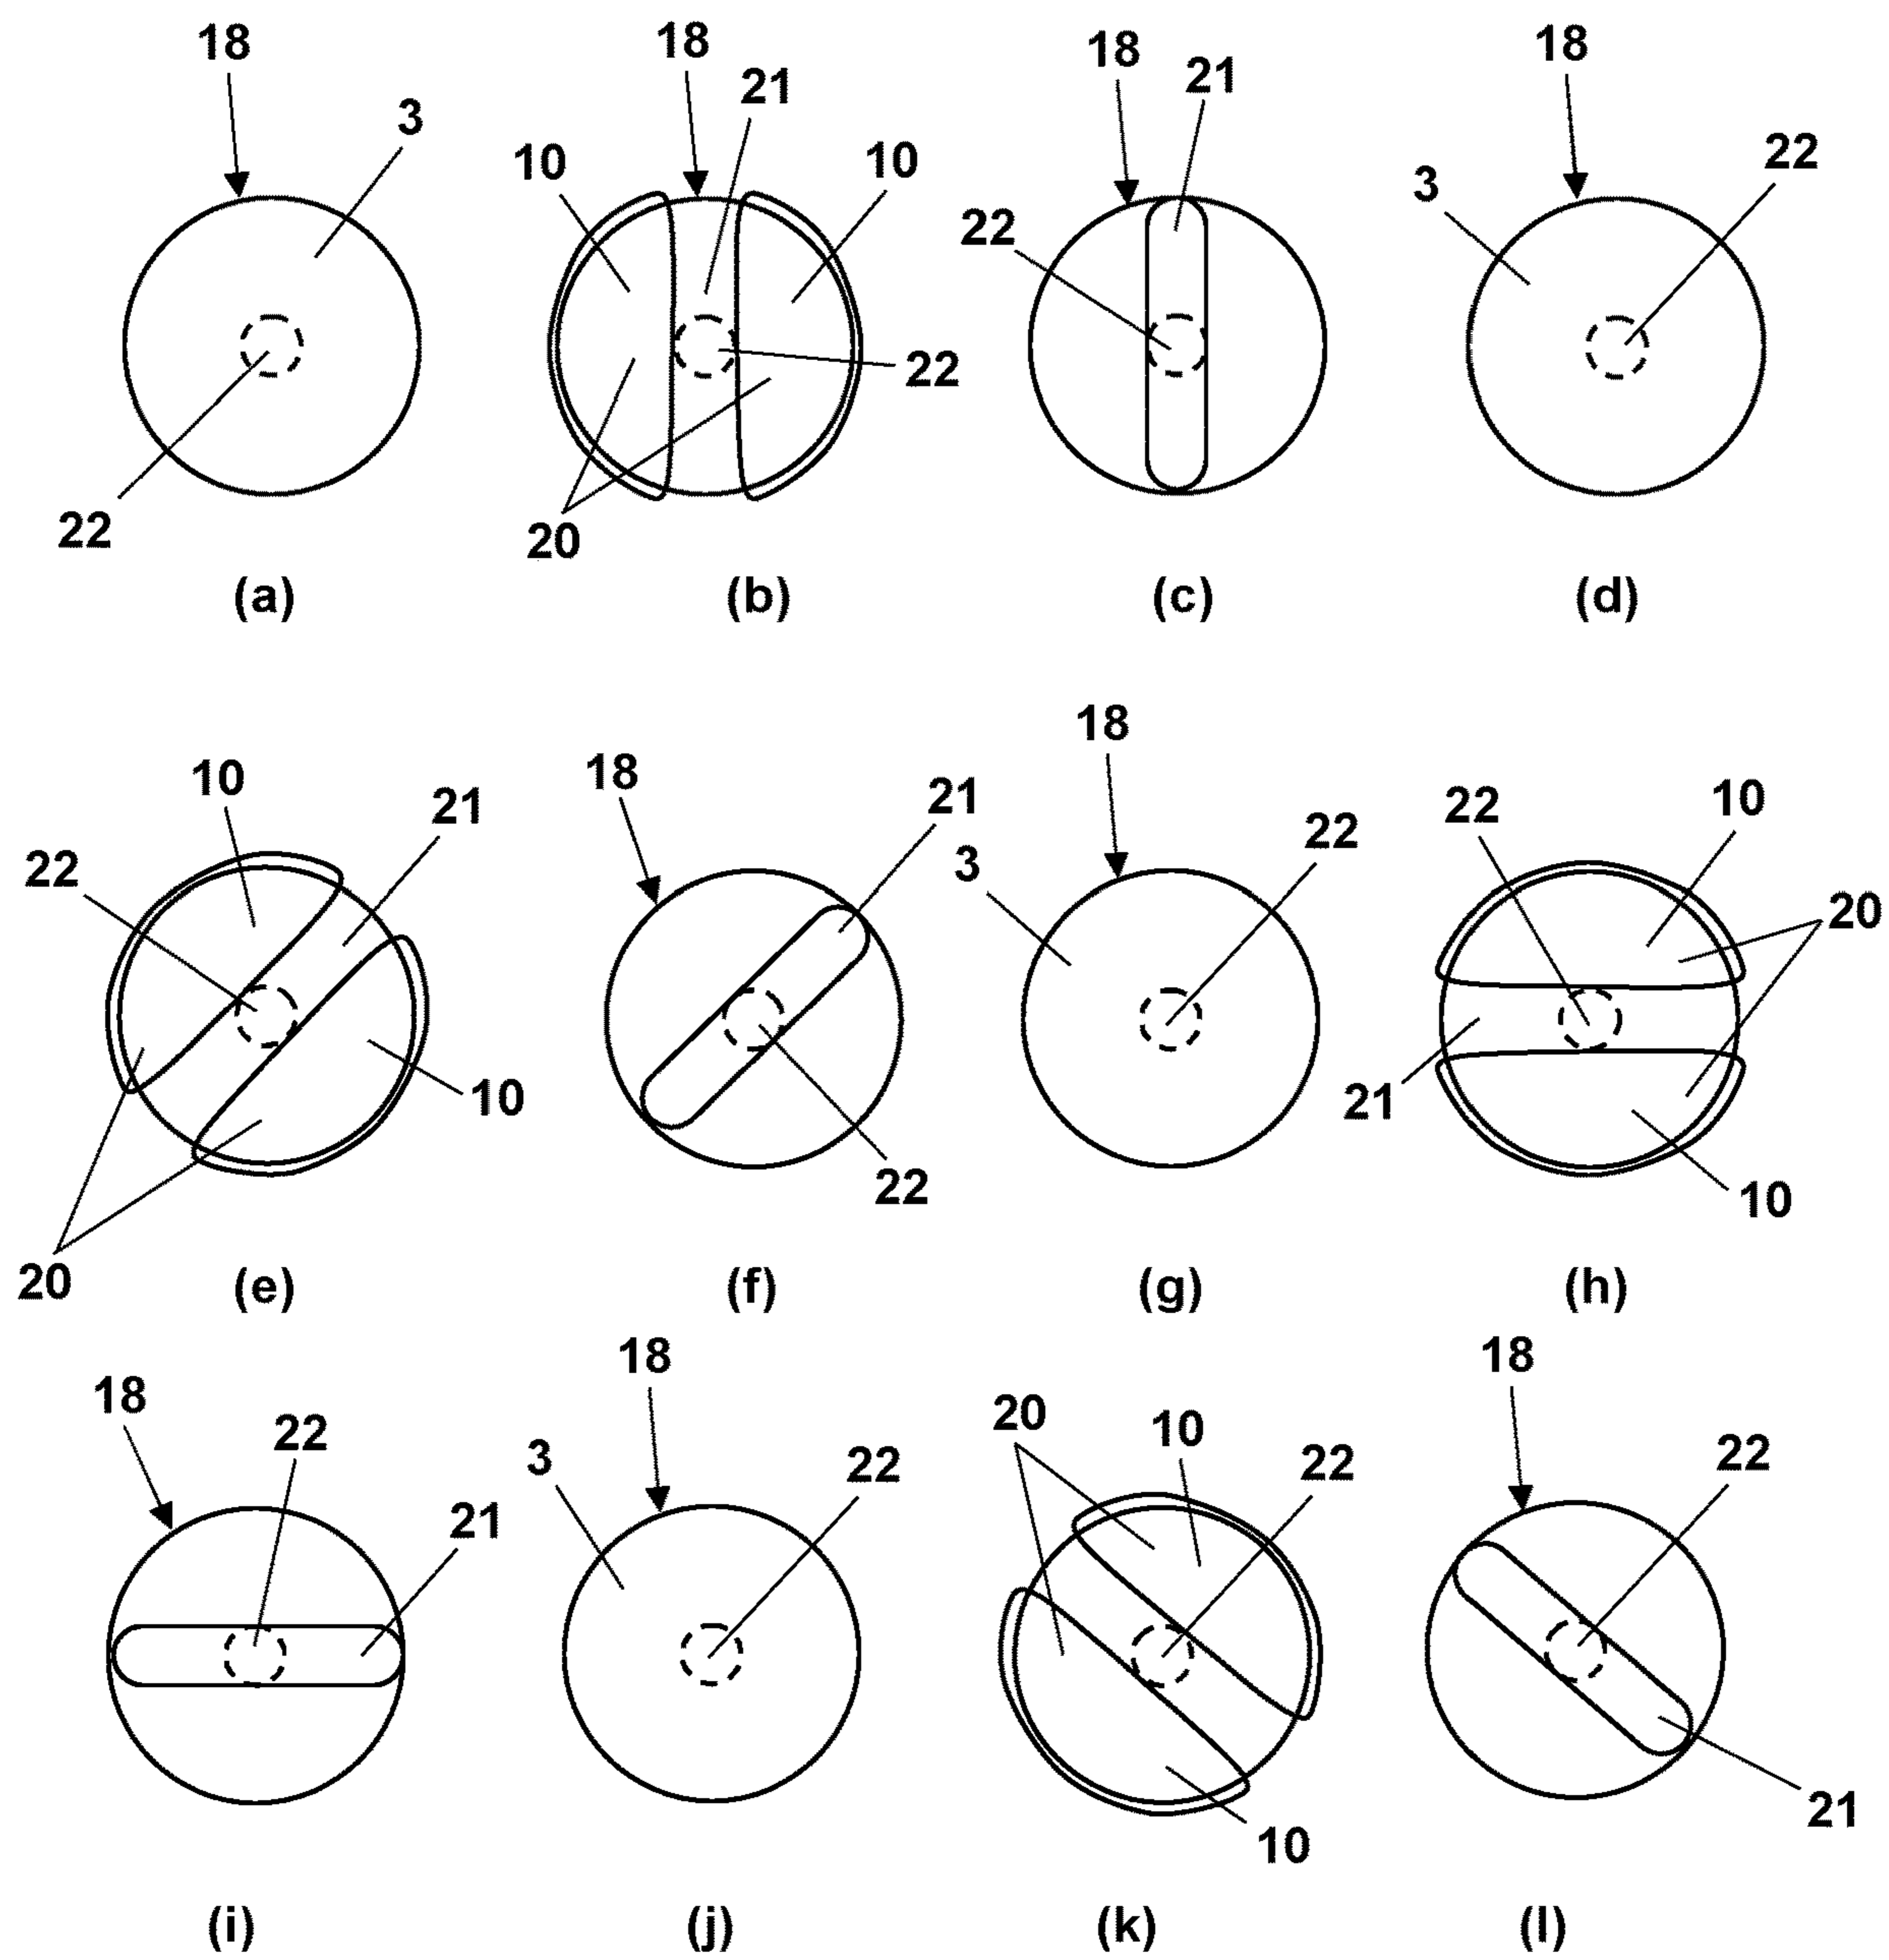 18 18 18 18
3 21 21 22
10 10 22 3
22 20 22
(a) (b) (c) (d)
18
10 21 18 21 22 22 10
22 3 20
10 22 21 10
20 (e) (f) (g) (h)
18 18 18
18 22 3 22 20 10 22 22
21
10 21
(i) (j) (k) (l)